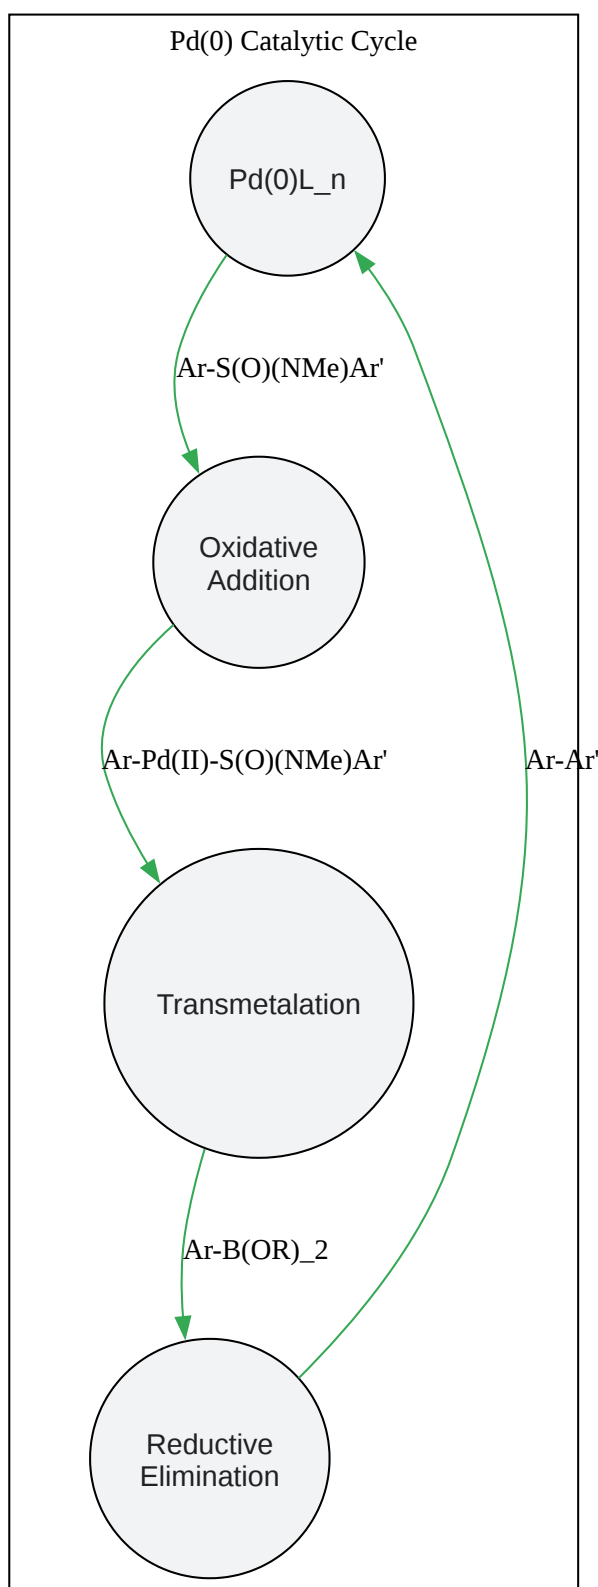 Pd(0) Catalytic Cycle
Pd(0)L_n
Ar-S(O)(NMe)Ar'
Oxidative
Addition
Ar-Pd(II)-S(O)(NMe)Ar'
Ar-Ar'
Transmetalation
Ar-B(OR)_2
Reductive
Elimination